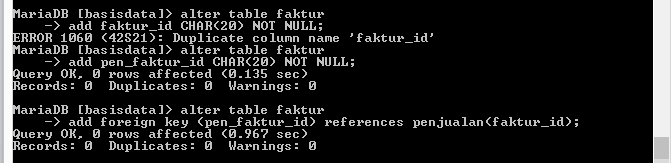 MariaDB [basisdata]> alter table faktur
-> add faktur_id CHAR(20) NOT NULL;
ERROR 1060 (42S21): Duplicate column name 'faktur_id'
MariaDB [basisdata]> alter table faktur
-> add pen_faktur_id CHAR(20) NOT NULL;
Query OK, 0 rows affected (0.135 sec)
Records: 0  Duplicates: 0  Warnings: 0

MariaDB [basisdata]> alter table faktur
-> add foreign key (pen_faktur_id) references penjualan(faktur_id);
Query OK, 0 rows affected (0.967 sec)
Records: 0  Duplicates: 0  Warnings: 0